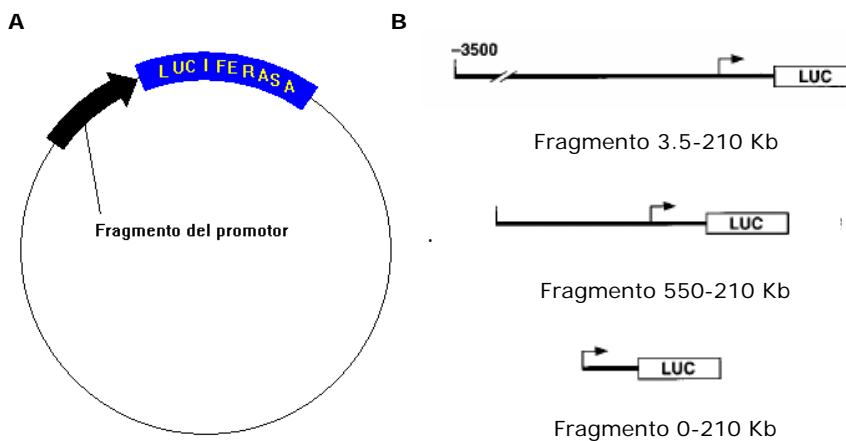 A
LUCIFERASA
Fragmento del promotor
B
–3500
LUC
Fragmento 3.5-210 Kb
LUC
Fragmento 550-210 Kb
LUC
Fragmento 0-210 Kb